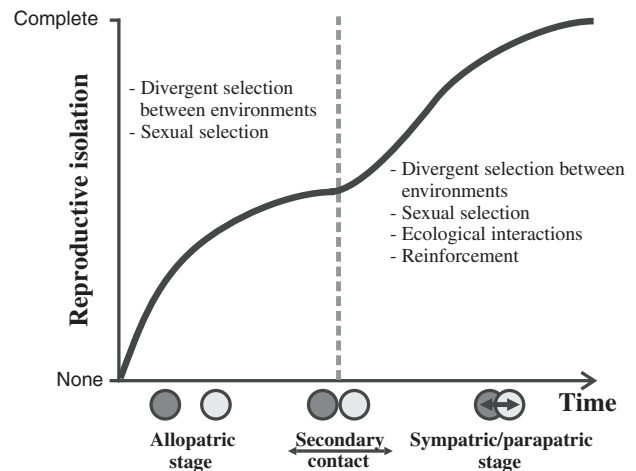 Complete
Reproductive isolation
- Divergent selection
between environments
- Sexual selection
- Divergent selection between
environments
- Sexual selection
- Ecological interactions
- Reinforcement
None
Time
Allopatric
stage
Secondary
contact
Sympatric/parapatric
stage